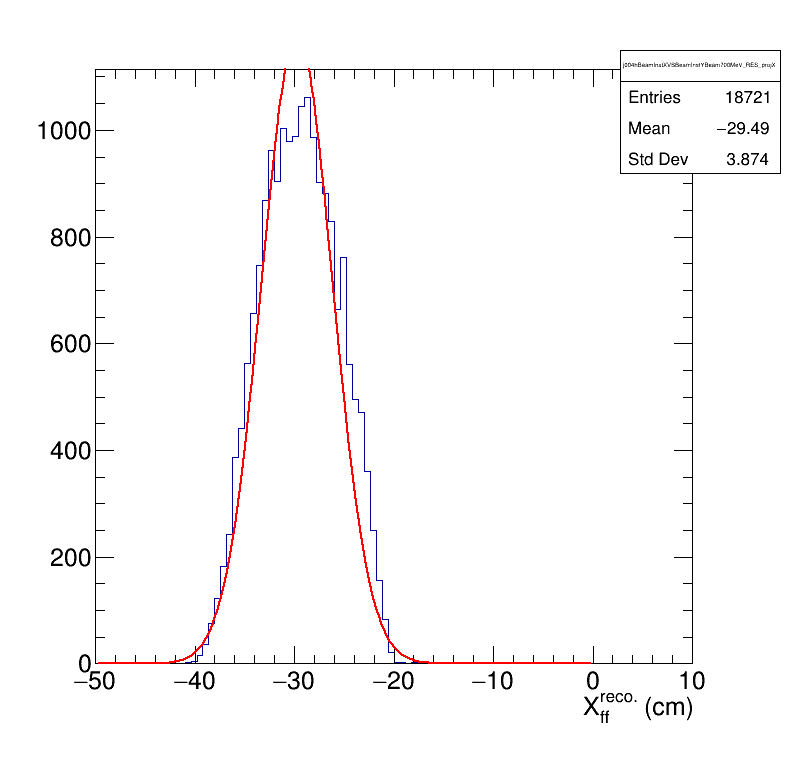 j004hBeamInstXVSBeamInstYBeam700MeV_RES_projX
Entries 18721
Mean −29.49
Std Dev 3.874
1000
800
600
400
200
0
−50 −40 −30 −20 −10 0 10
X_ff^reco. (cm)